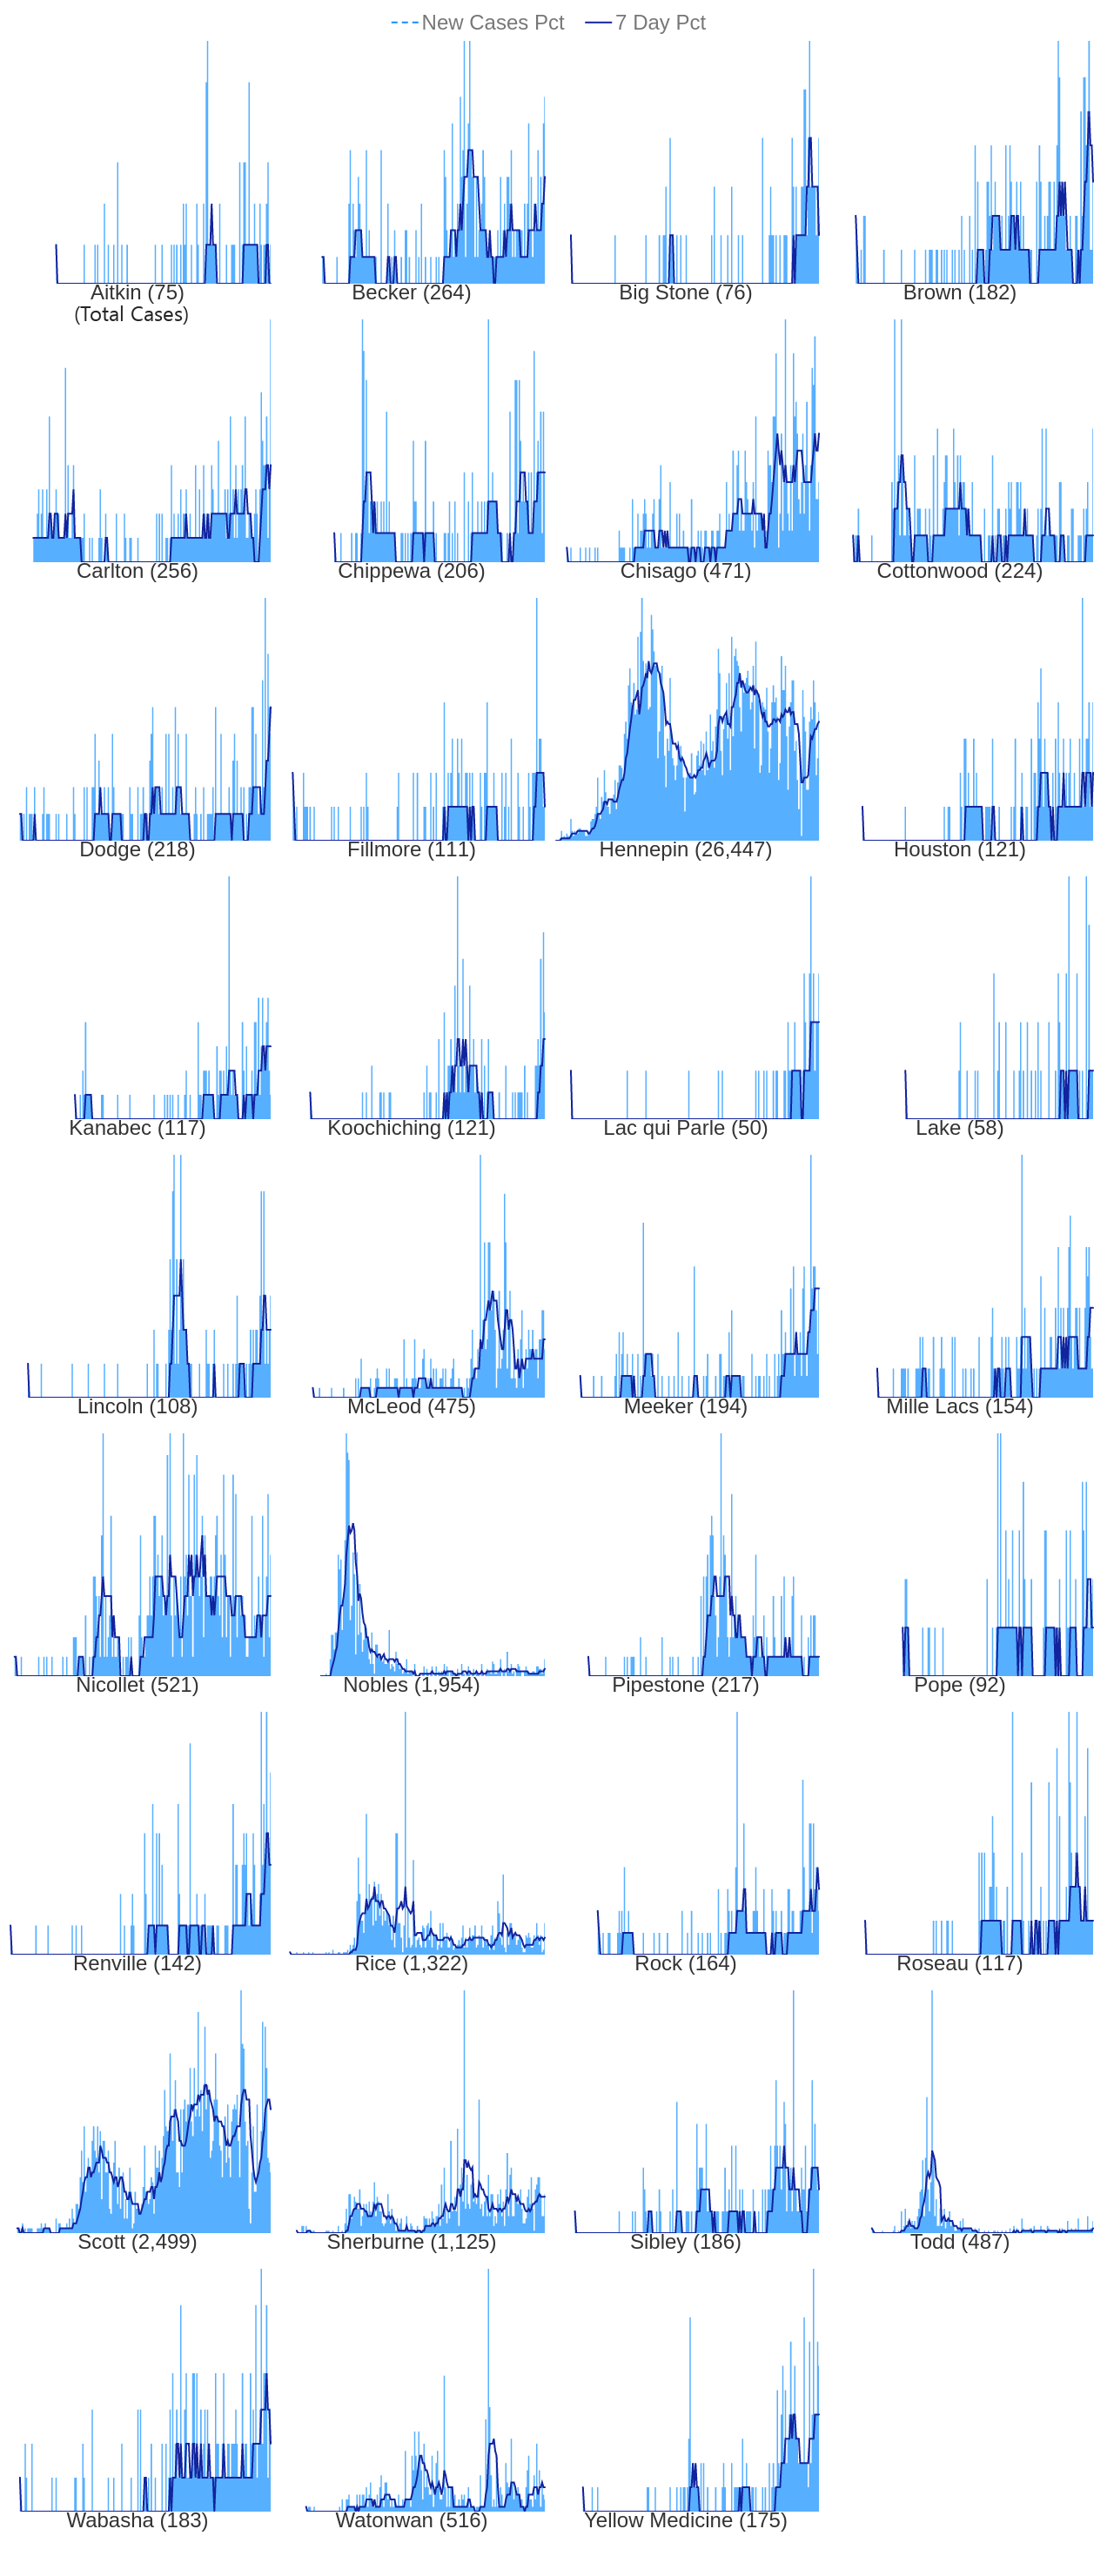 New Cases Pct 7 Day Pct
Aitkin (75) Becker (264) Big Stone (76) Brown (182)
(Total Cases)
Carlton (256) Chippewa (206) Chisago (471) Cottonwood (224)
Dodge (218) Fillmore (111) Hennepin (26,447) Houston (121)
Kanabec (117) Koochiching (121) Lac qui Parle (50) Lake (58)
Lincoln (108) McLeod (475) Meeker (194) Mille Lacs (154)
Nicollet (521) Nobles (1,954) Pipestone (217) Pope (92)
Renville (142) Rice (1,322) Rock (164) Roseau (117)
Scott (2,499) Sherburne (1,125) Sibley (186) Todd (487)
Wabasha (183) Watonwan (516) Yellow Medicine (175)